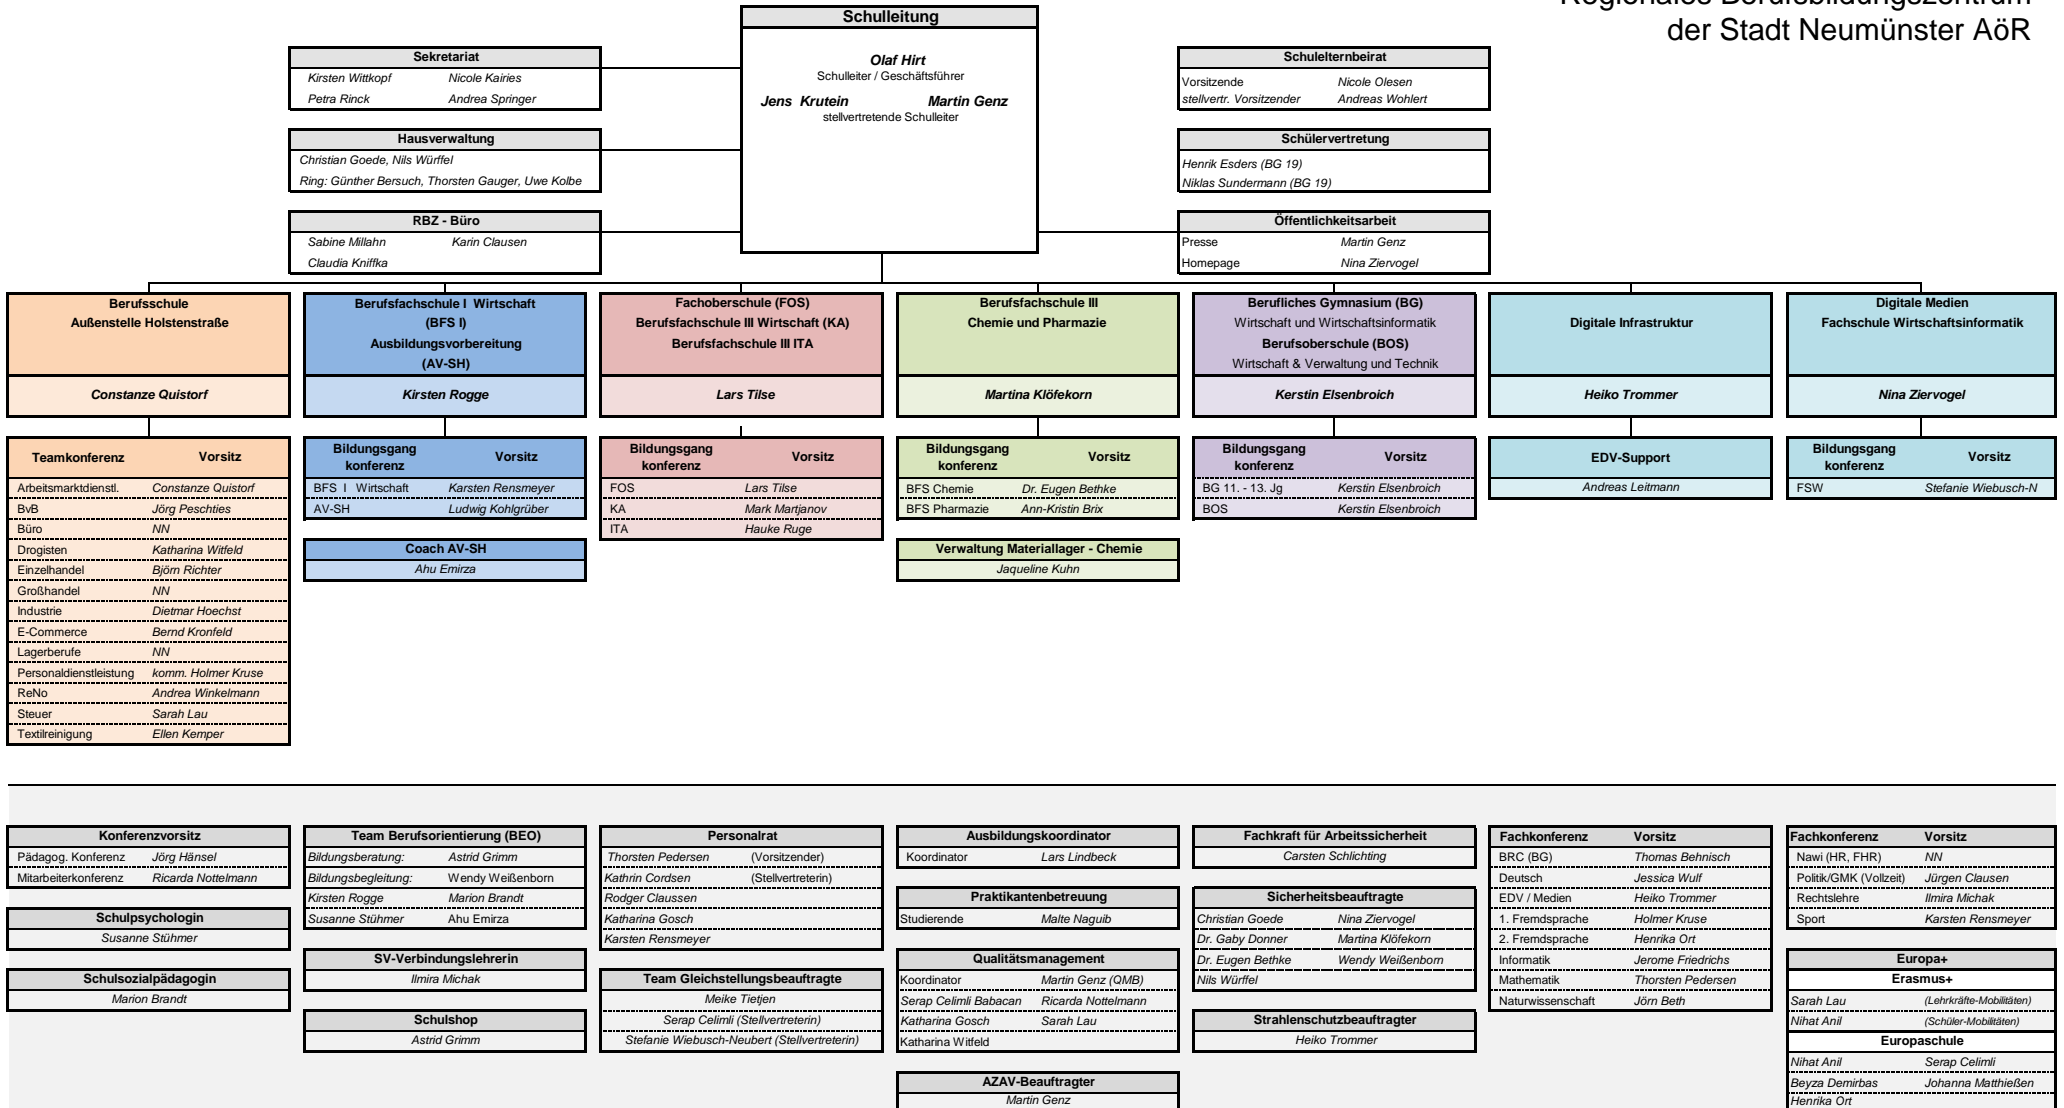 Regionales Berufsbildungszentrum
der Stadt Neumünster AöR
Schulleitung
Olaf Hirt
Schulleiter / Geschäftsführer
Jens Krutein Martin Genz
stellvertretende Schulleiter
Sekretariat
Kirsten Wittkopf Nicole Kairies
Petra Rinck Andrea Springer
Hausverwaltung
Christian Goede, Nils Würffel
Ring: Günther Bersuch, Thorsten Gauger, Uwe Kolbe
RBZ - Büro
Sabine Millahn Karin Clausen
Claudia Kniffka
Schulelternbeirat
Vorsitzende Nicole Olesen
stellvertr. Vorsitzender Andreas Wohlert
Schülervertretung
Henrik Esders (BG 19)
Niklas Sundermann (BG 19)
Öffentlichkeitsarbeit
Presse Martin Genz
Homepage Nina Ziervogel
Berufsschule
Außenstelle Holstenstraße
Constanze Quistorf
Teamkonferenz Vorsitz
Arbeitsmarktdienstl. Constanze Quistorf
BvB Jörg Peschties
Büro NN
Drogisten Katharina Witfeld
Einzelhandel Björn Richter
Großhandel NN
Industrie Dietmar Hoechst
E-Commerce Bernd Kronfeld
Lagerberufe NN
Personaldienstleistung komm. Holmer Kruse
ReNo Andrea Winkelmann
Steuer Sarah Lau
Textilreinigung Ellen Kemper
Berufsfachschule I Wirtschaft
(BFS I)
Ausbildungsvorbereitung
(AV-SH)
Kirsten Rogge
Bildungsgang
konferenz Vorsitz
BFS I Wirtschaft Karsten Rensmeyer
AV-SH Ludwig Kohlgrüber
Coach AV-SH
Ahu Emirza
Fachoberschule (FOS)
Berufsfachschule III Wirtschaft (KA)
Berufsfachschule III ITA
Lars Tilse
Bildungsgang
konferenz Vorsitz
FOS Lars Tilse
KA Mark Martjanov
ITA Hauke Ruge
Berufsfachschule III
Chemie und Pharmazie
Martina Klöfekorn
Bildungsgang
konferenz Vorsitz
BFS Chemie Dr. Eugen Bethke
BFS Pharmazie Ann-Kristin Brix
Verwaltung Materiallager - Chemie
Jaqueline Kuhn
Berufliches Gymnasium (BG)
Wirtschaft und Wirtschaftsinformatik
Berufsoberschule (BOS)
Wirtschaft & Verwaltung und Technik
Kerstin Elsenbroich
Bildungsgang
konferenz Vorsitz
BG 11. - 13. Jg Kerstin Elsenbroich
BOS Kerstin Elsenbroich
Digitale Infrastruktur
Heiko Trommer
EDV-Support
Andreas Leitmann
Digitale Medien
Fachschule Wirtschaftsinformatik
Nina Ziervogel
Bildungsgang
konferenz Vorsitz
FSW Stefanie Wiebusch-N
Konferenzvorsitz
Pädagog. Konferenz Jörg Hänsel
Mitarbeiterkonferenz Ricarda Nottelmann
Schulpsychologin
Susanne Stühmer
Schulsozialpädagogin
Marion Brandt
Team Berufsorientierung (BEO)
Bildungsberatung: Astrid Grimm
Bildungsbegleitung: Wendy Weißenborn
Kirsten Rogge Marion Brandt
Susanne Stühmer Ahu Emirza
SV-Verbindungslehrerin
Ilmira Michak
Schulshop
Astrid Grimm
Personalrat
Thorsten Pedersen (Vorsitzender)
Kathrin Cordsen (Stellvertreterin)
Rodger Claussen
Katharina Gosch
Karsten Rensmeyer
Team Gleichstellungsbeauftragte
Meike Tietjen
Serap Celimli (Stellvertreterin)
Stefanie Wiebusch-Neubert (Stellvertreterin)
Ausbildungskoordinator
Koordinator Lars Lindbeck
Praktikantenbetreuung
Studierende Malte Naguib
Qualitätsmanagement
Koordinator Martin Genz (QMB)
Serap Celimli Babacan Ricarda Nottelmann
Katharina Gosch Sarah Lau
Katharina Witfeld
AZAV-Beauftragter
Martin Genz
Fachkraft für Arbeitssicherheit
Carsten Schlichting
Sicherheitsbeauftragte
Christian Goede Nina Ziervogel
Dr. Gaby Donner Martina Klöfekorn
Dr. Eugen Bethke Wendy Weißenborn
Nils Würffel
Strahlenschutzbeauftragter
Heiko Trommer
Fachkonferenz Vorsitz
BRC (BG) Thomas Behnisch
Deutsch Jessica Wulf
EDV / Medien Heiko Trommer
1. Fremdsprache Holmer Kruse
2. Fremdsprache Henrika Ort
Informatik Jerome Friedrichs
Mathematik Thorsten Pedersen
Naturwissenschaft Jörn Beth
Fachkonferenz Vorsitz
Nawi (HR, FHR) NN
Politik/GMK (Vollzeit) Jürgen Clausen
Rechtslehre Ilmira Michak
Sport Karsten Rensmeyer
Europa+
Erasmus+
Sarah Lau (Lehrkräfte-Mobilitäten)
Nihat Anil (Schüler-Mobilitäten)
Europaschule
Nihat Anil Serap Celimli
Beyza Demirbas Johanna Matthießen
Henrika Ort